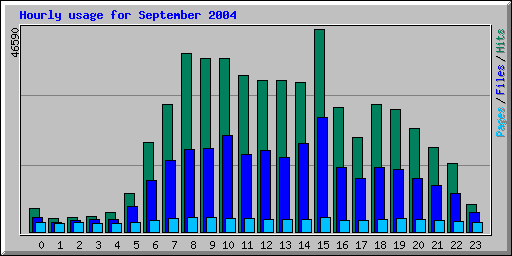 Hourly usage for September 2004
46590
Pages / Files / Hits
0 1 2 3 4 5 6 7 8 9 10 11 12 13 14 15 16 17 18 19 20 21 22 23